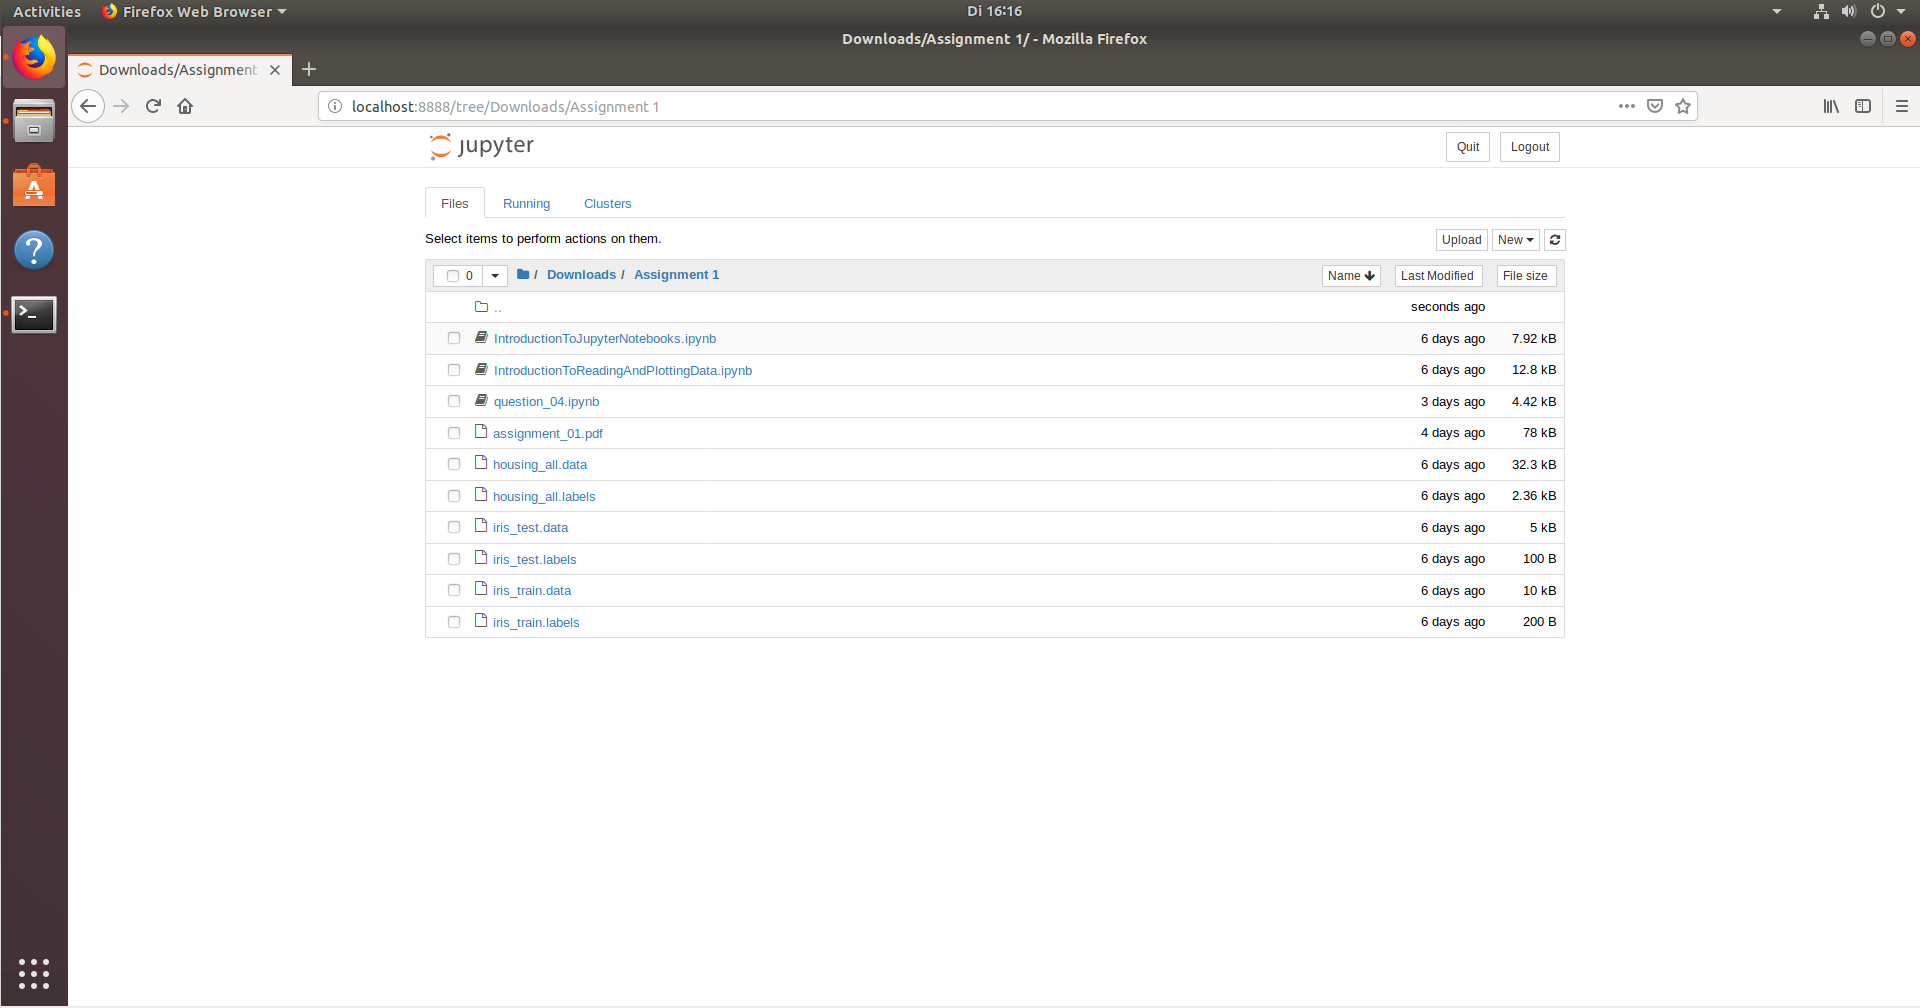 Activities Firefox Web Browser Di 16:16
Downloads/Assignment 1/ - Mozilla Firefox
Downloads/Assignment
localhost:8888/tree/Downloads/Assignment 1
jupyter Quit Logout
Files Running Clusters
Select items to perform actions on them. Upload New
0 / Downloads / Assignment 1 Name Last Modified File size
.. seconds ago
IntroductionToJupyterNotebooks.ipynb 6 days ago 7.92 kB
IntroductionToReadingAndPlottingData.ipynb 6 days ago 12.8 kB
question_04.ipynb 3 days ago 4.42 kB
assignment_01.pdf 4 days ago 78 kB
housing_all.data 6 days ago 32.3 kB
housing_all.labels 6 days ago 2.36 kB
iris_test.data 6 days ago 5 kB
iris_test.labels 6 days ago 100 B
iris_train.data 6 days ago 10 kB
iris_train.labels 6 days ago 200 B